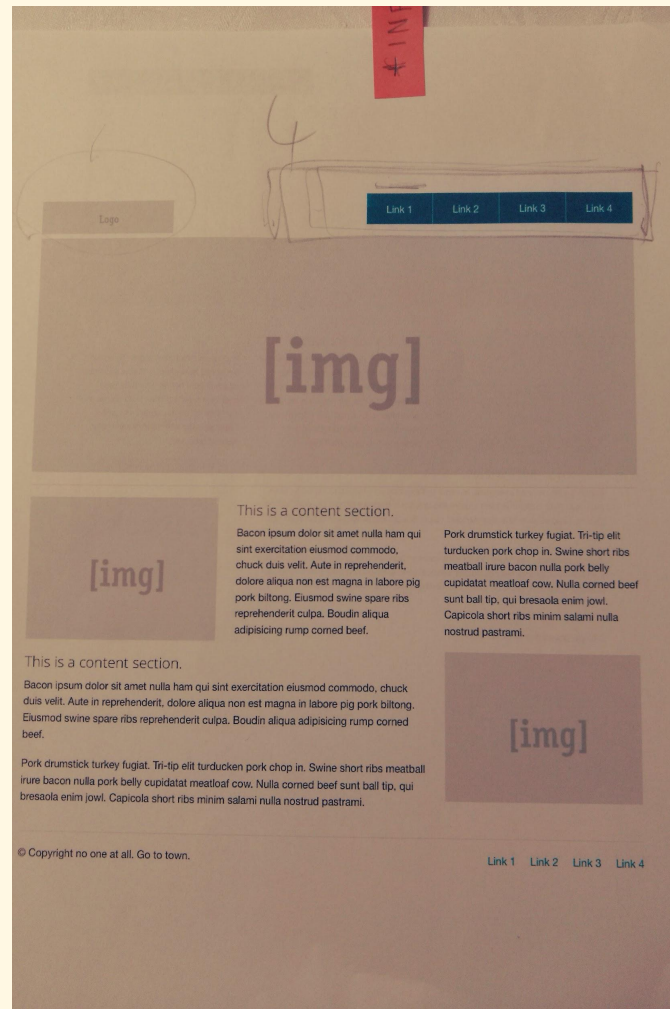 *INF
4
Logo
Link 1 Link 2 Link 3 Link 4
[img]
[img]
This is a content section.
Bacon ipsum dolor sit amet nulla ham qui
sint exercitation eiusmod commodo,
chuck duis velit. Aute in reprehenderit,
dolore aliqua non est magna in labore pig
pork biltong. Eiusmod swine spare ribs
reprehenderit culpa. Boudin aliqua
adipisicing rump corned beef.
Pork drumstick turkey fugiat. Tri-tip elit
turducken pork chop in. Swine short ribs
meatball irure bacon nulla pork belly
cupidatat meatloaf cow. Nulla corned beef
sunt ball tip, qui bresaola enim jowl.
Capicola short ribs minim salami nulla
nostrud pastrami.
This is a content section.
Bacon ipsum dolor sit amet nulla ham qui sint exercitation eiusmod commodo, chuck
duis velit. Aute in reprehenderit, dolore aliqua non est magna in labore pig pork biltong.
Eiusmod swine spare ribs reprehenderit culpa. Boudin aliqua adipisicing rump corned
beef.
Pork drumstick turkey fugiat. Tri-tip elit turducken pork chop in. Swine short ribs meatball
irure bacon nulla pork belly cupidatat meatloaf cow. Nulla corned beef sunt ball tip, qui
bresaola enim jowl. Capicola short ribs minim salami nulla nostrud pastrami.
[img]
© Copyright no one at all. Go to town.
Link 1 Link 2 Link 3 Link 4